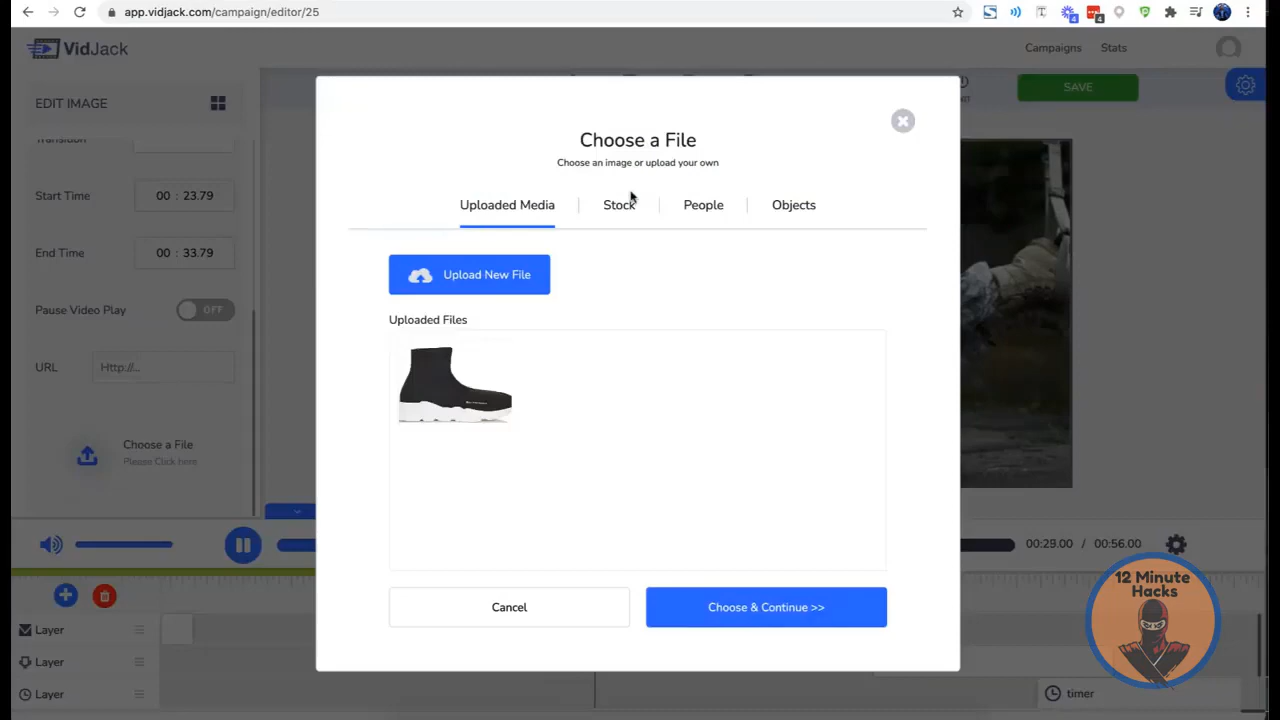 app.vidjack.com/campaign/editor/25
VidJack
Campaigns
Stats
EDIT IMAGE
SAVE
Choose a File
Choose an image or upload your own
Uploaded Media
Stock
People
Objects
Transition
Start Time
00 : 23.79
End Time
00 : 33.79
Pause Video Play
OFF
URL
Http://...
Choose a File
Please Click here
Upload New File
Uploaded Files
Cancel
Choose & Continue >>
00:29.00 / 00:56.00
Layer
Layer
Layer
timer
12 Minute
Hacks
4
4